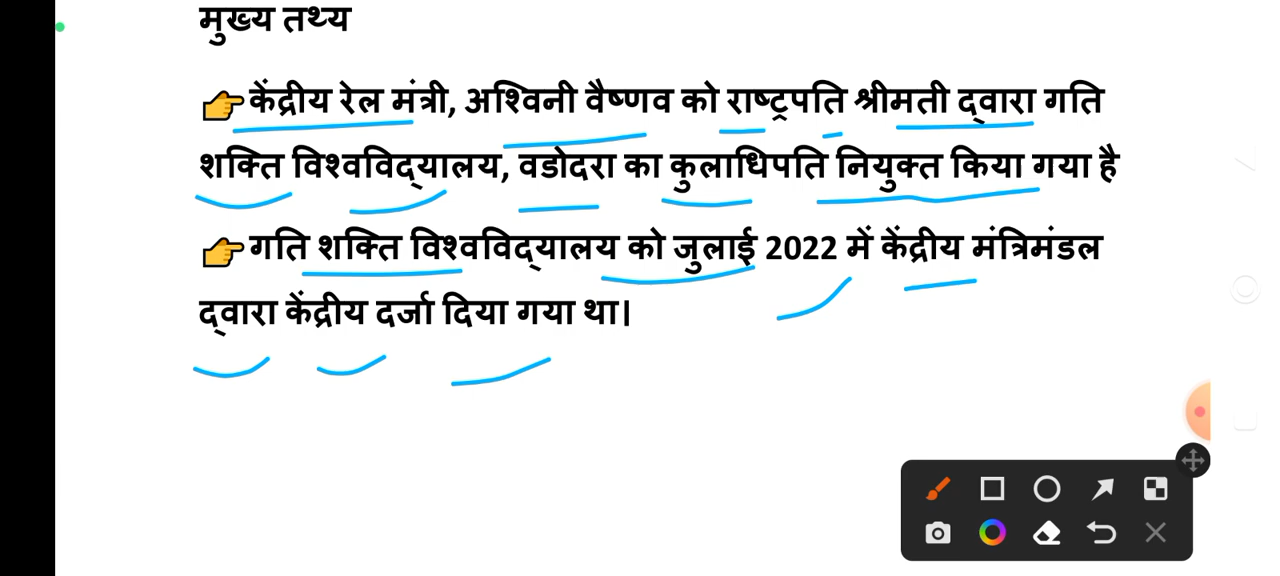 मुख्य तथ्य
👉केंद्रीय रेल मंत्री, अश्विनी वैष्णव को राष्ट्रपति श्रीमती द्वारा गति
शक्ति विश्वविद्यालय, वडोदरा का कुलाधिपति नियुक्त किया गया है
👉गति शक्ति विश्वविद्यालय को जुलाई 2022 में केंद्रीय मंत्रिमंडल
द्वारा केंद्रीय दर्जा दिया गया था।